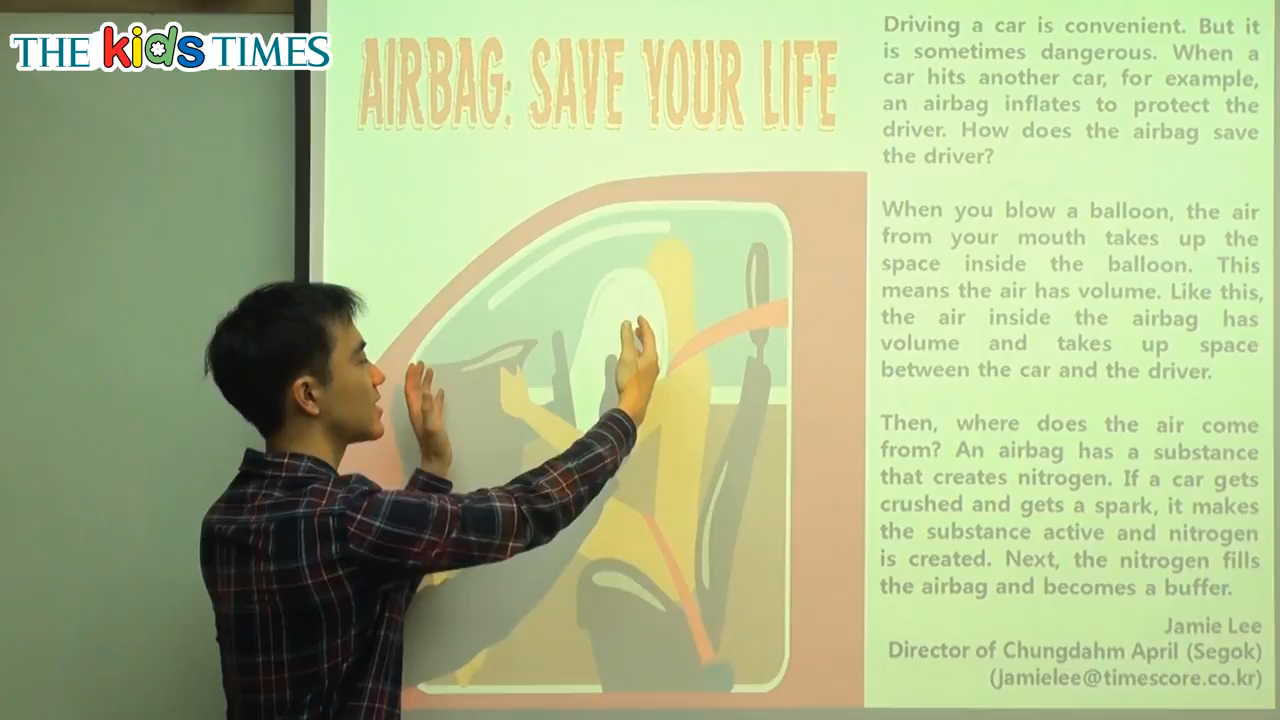 THE kids TIMES
AIRBAG: SAVE YOUR LIFE
Driving a car is convenient. But it
is sometimes dangerous. When a
car hits another car, for example,
an airbag inflates to protect the
driver. How does the airbag save
the driver?
When you blow a balloon, the air
from your mouth takes up the
space inside the balloon. This
means the air has volume. Like this,
the air inside the airbag has
volume and takes up space
between the car and the driver.
Then, where does the air come
from? An airbag has a substance
that creates nitrogen. If a car gets
crushed and gets a spark, it makes
the substance active and nitrogen
is created. Next, the nitrogen fills
the airbag and becomes a buffer.
Jamie Lee
Director of Chungdahm April (Segok)
(jamielee@timescore.co.kr)